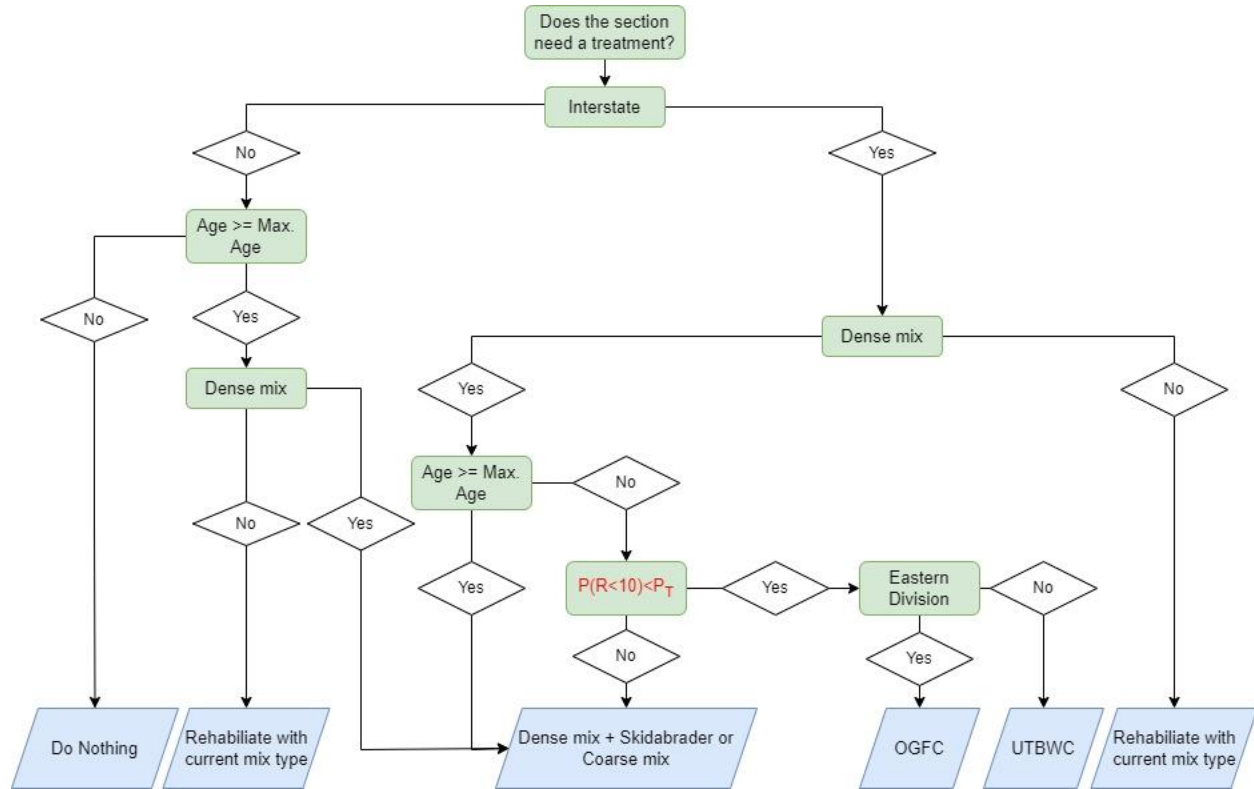 Does the section
need a treatment?
Interstate
No
Yes
Age >= Max.
Age
No
Yes
Dense mix
Dense mix
Yes
No
Age >= Max.
Age
No
No
Yes
Yes
P(R<10)<P_T
Yes
Eastern
Division
No
No
Yes
Do Nothing
Rehabiliate with
current mix type
Dense mix + Skidabrader or
Coarse mix
OGFC
UTBWC
Rehabiliate with
current mix type